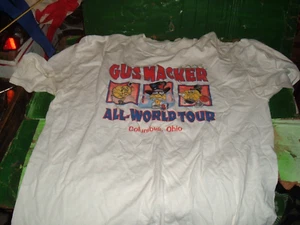 GUS MACKER
ALL-WORLD TOUR
Columbus, Ohio